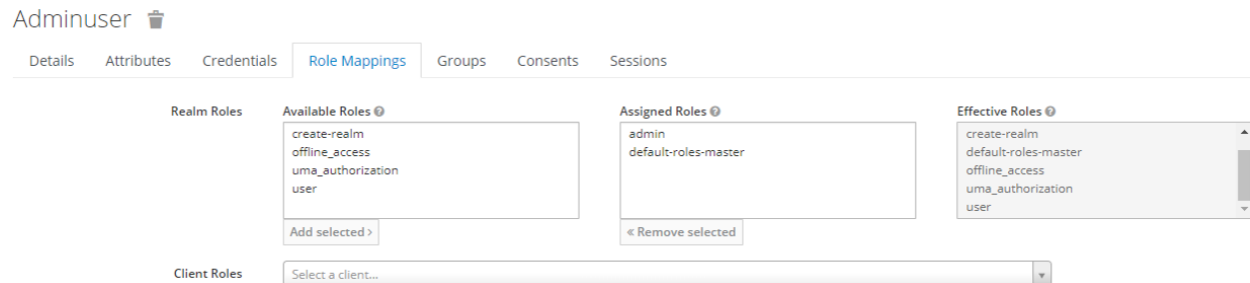 Adminuser
Details Attributes Credentials Role Mappings Groups Consents Sessions
Realm Roles Available Roles Assigned Roles Effective Roles
create-realm admin create-realm
offline_access default-roles-master default-roles-master
uma_authorization offline_access
user uma_authorization
user
Add selected > « Remove selected
Client Roles Select a client...